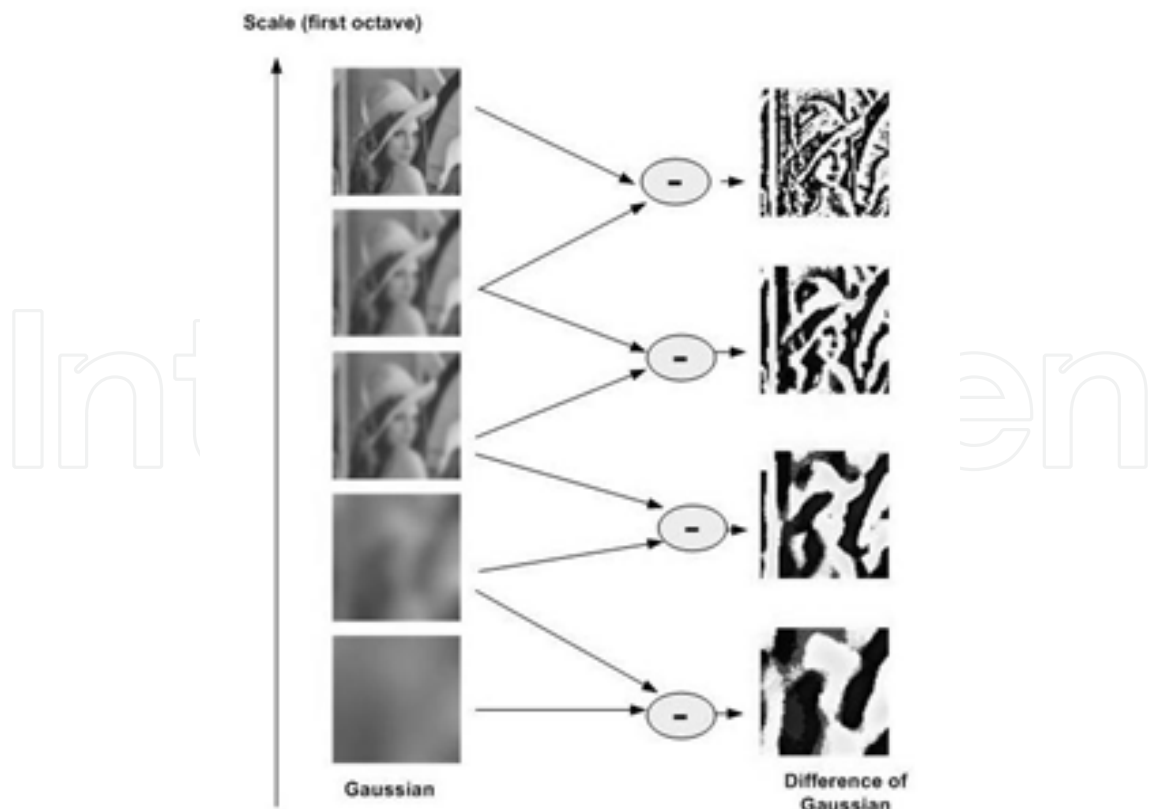 Scale (first octave)
-
-
-
-
Gaussian
Difference of
Gaussian